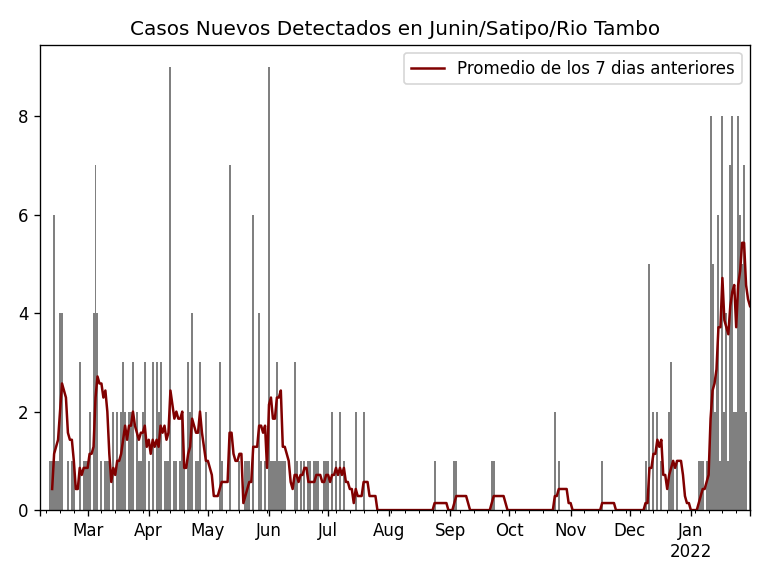 Casos Nuevos Detectados en Junin/Satipo/Rio Tambo
Promedio de los 7 dias anteriores
8
6
4
2
0
Mar Apr May Jun Jul Aug Sep Oct Nov Dec Jan
2022